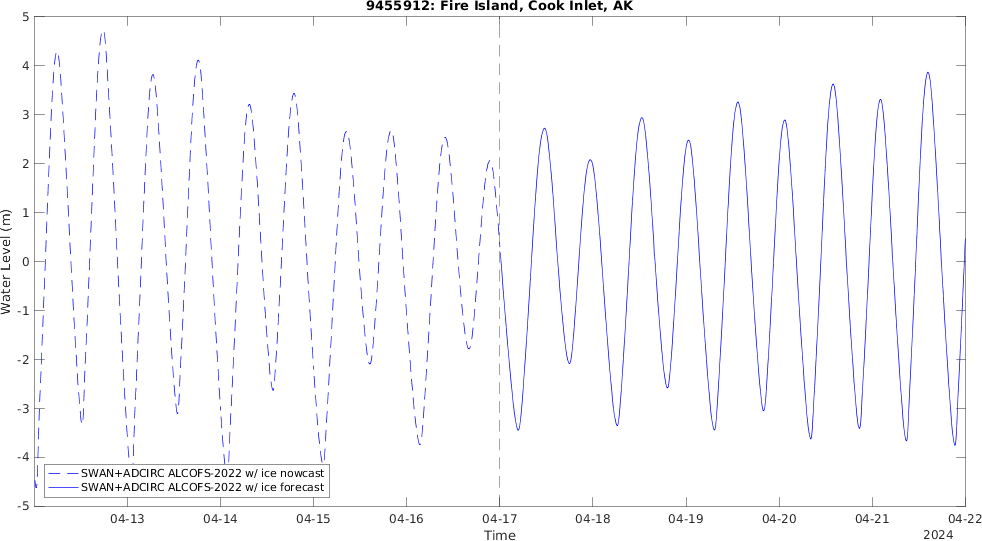 9455912: Fire Island, Cook Inlet, AK
5
4
3
2
1
0
-1
-2
-3
-4
-5
Water Level (m)
SWAN+ADCIRC ALCOFS-2022 w/ ice nowcast
SWAN+ADCIRC ALCOFS-2022 w/ ice forecast
04-13 04-14 04-15 04-16 04-17 04-18 04-19 04-20 04-21 04-22
Time
2024